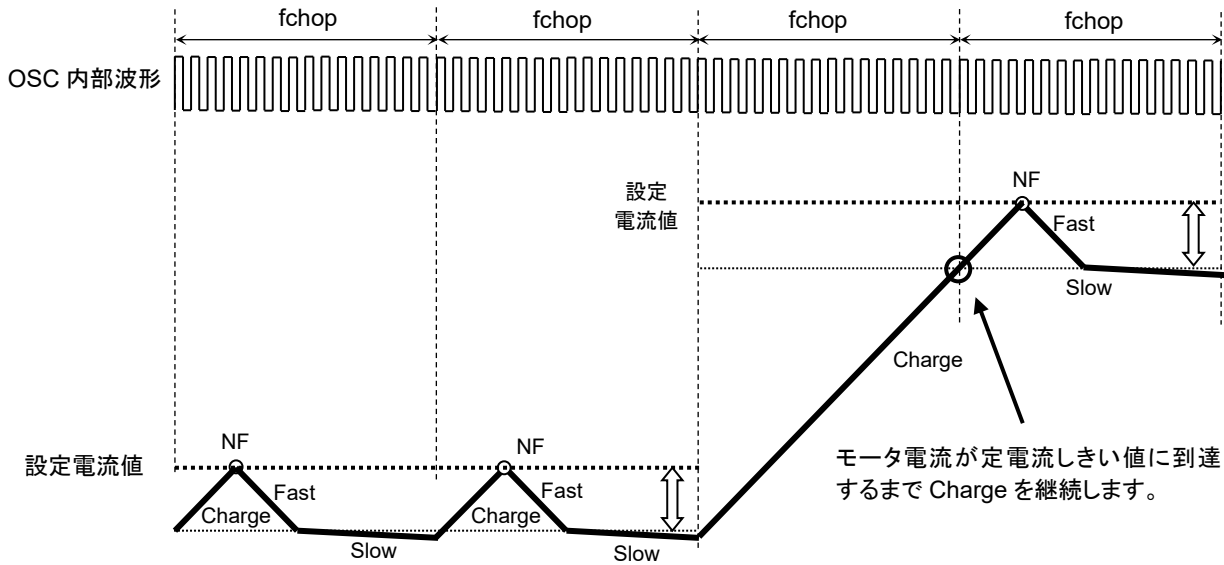 fchop
fchop
fchop
fchop
OSC 内部波形
設定
電流値
NF
Fast
Slow
Charge
設定電流値
NF
Fast
Charge
Slow
NF
Fast
Charge
Slow
モータ電流が定電流しきい値に到達
するまで Charge を継続します。